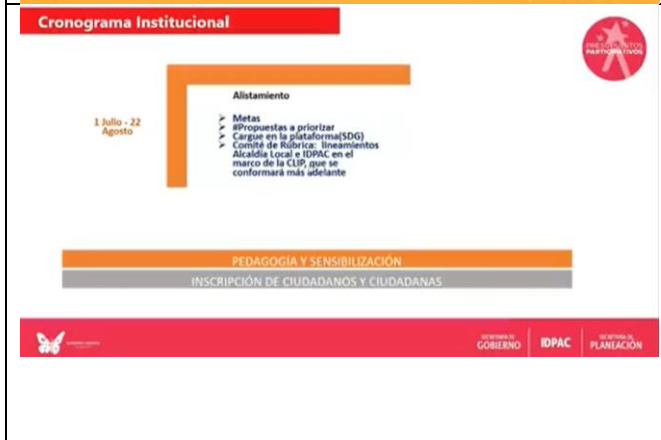 Cronograma Institucional
PRESUPUESTOS
PARTICIPATIVOS
Alistamiento
1 Julio - 22
Agosto
Metas
#Propuestas a priorizar
Cargue en la plataforma(SDG)
Comité de Rúbrica: lineamientos
Alcaldía Local e IDPAC en el
marco de la CLIP, que se
conformará más adelante
PEDAGOGÍA Y SENSIBILIZACIÓN
INSCRIPCIÓN DE CIUDADANOS Y CIUDADANAS
SECRETARÍA DE
GOBIERNO
IDPAC
SECRETARÍA DE
PLANEACIÓN